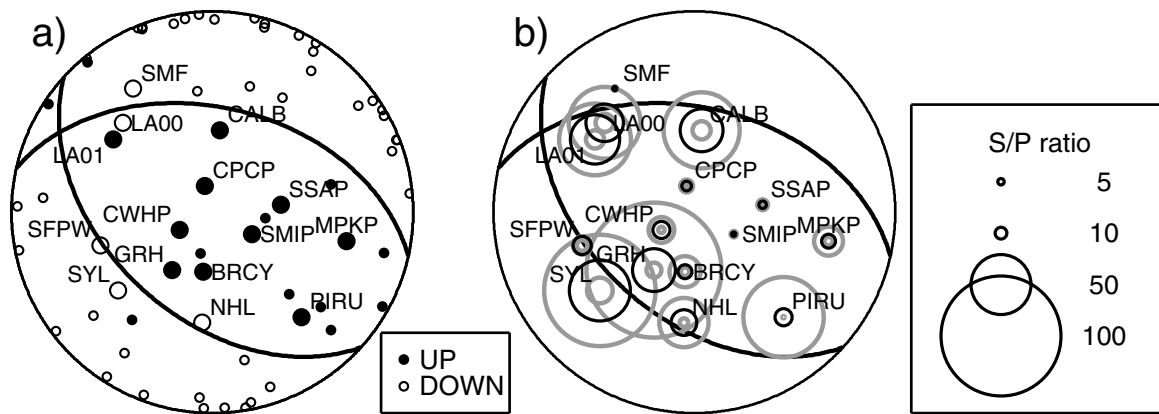 a)
SMF
LA00
CALB
LA01
CPCP
SSAP
CWHP
SMIP
MPKP
SFPW
GRH
SYL
BRCY
NHL
PIRU
UP
DOWN
b)
SMF
LA00
CALB
LA01
CPCP
SSAP
CWHP
SMIP
MPKP
SFPW
GRH
SYL
BRCY
NHL
PIRU
S/P ratio
5
10
50
100